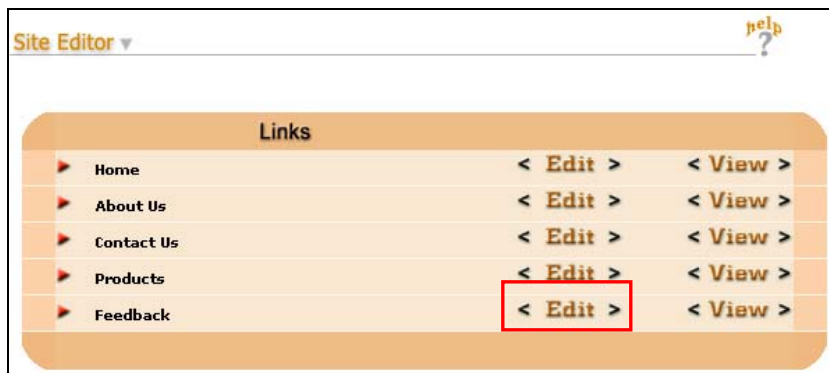 help
?
Site Editor
Links
Home < Edit > < View >
About Us < Edit > < View >
Contact Us < Edit > < View >
Products < Edit > < View >
Feedback < Edit > < View >